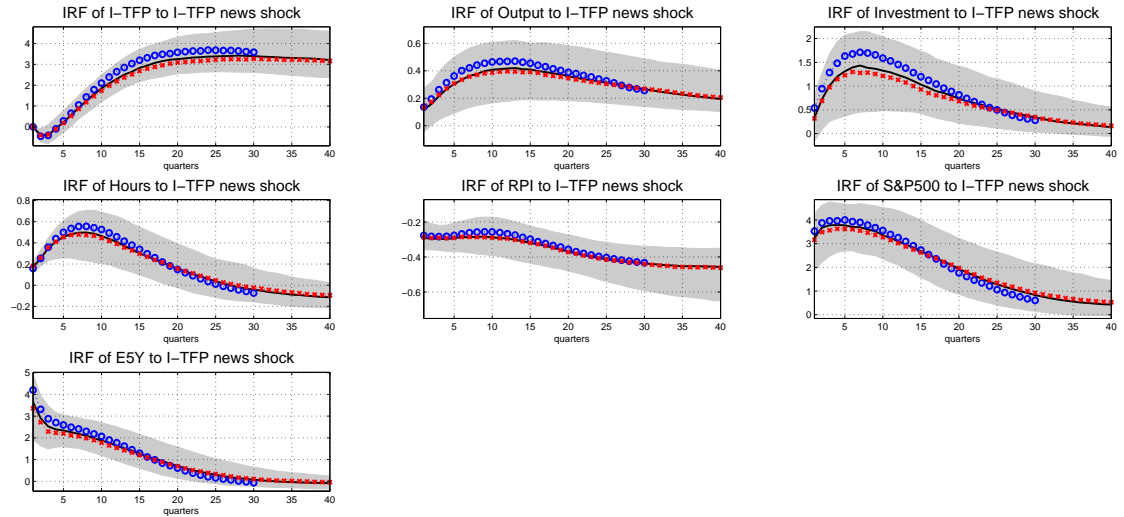 IRF of I−TFP to I−TFP news shock
4
3
2
1
0
5 10 15 20 25 30 35 40
quarters
IRF of Output to I−TFP news shock
0.6
0.4
0.2
0
5 10 15 20 25 30 35 40
quarters
IRF of Investment to I−TFP news shock
2
1.5
1
0.5
0
5 10 15 20 25 30 35 40
quarters
IRF of Hours to I−TFP news shock
0.8
0.6
0.4
0.2
0
−0.2
5 10 15 20 25 30 35 40
quarters
IRF of RPI to I−TFP news shock
−0.2
−0.4
−0.6
5 10 15 20 25 30 35 40
quarters
IRF of S&P500 to I−TFP news shock
4
3
2
1
0
5 10 15 20 25 30 35 40
quarters
IRF of E5Y to I−TFP news shock
5
4
3
2
1
0
5 10 15 20 25 30 35 40
quarters